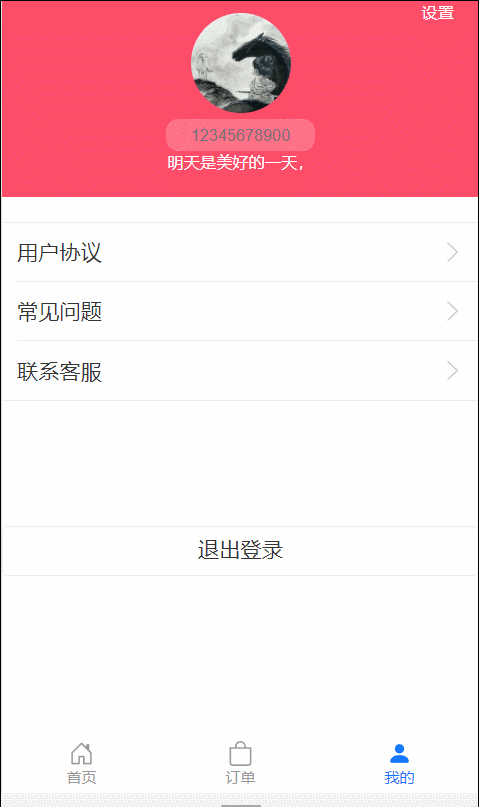 设置
12345678900
明天是美好的一天，
用户协议
常见问题
联系客服
退出登录
首页 订单 我的